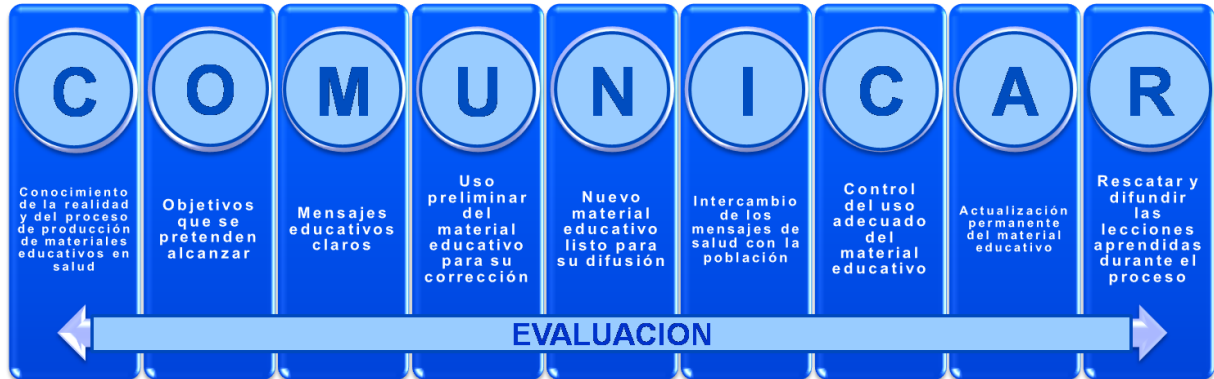 C
Conocimiento
de la realidad
y del proceso
de producción
de materiales
educativos en
salud
O
Objetivos
que se
pretenden
alcanzar
M
Mensajes
educativos
claros
U
Uso
preliminar
del
material
educativo
para su
corrección
N
Nuevo
material
educativo
listo para
su difusión
I
Intercambio
de los
mensajes de
salud con la
población
C
Control
del uso
adecuado
del
material
educativo
A
Actualización
permanente
del material
educativo
R
Rescatar y
difundir
las
lecciones
aprendidas
durante el
proceso
EVALUACION